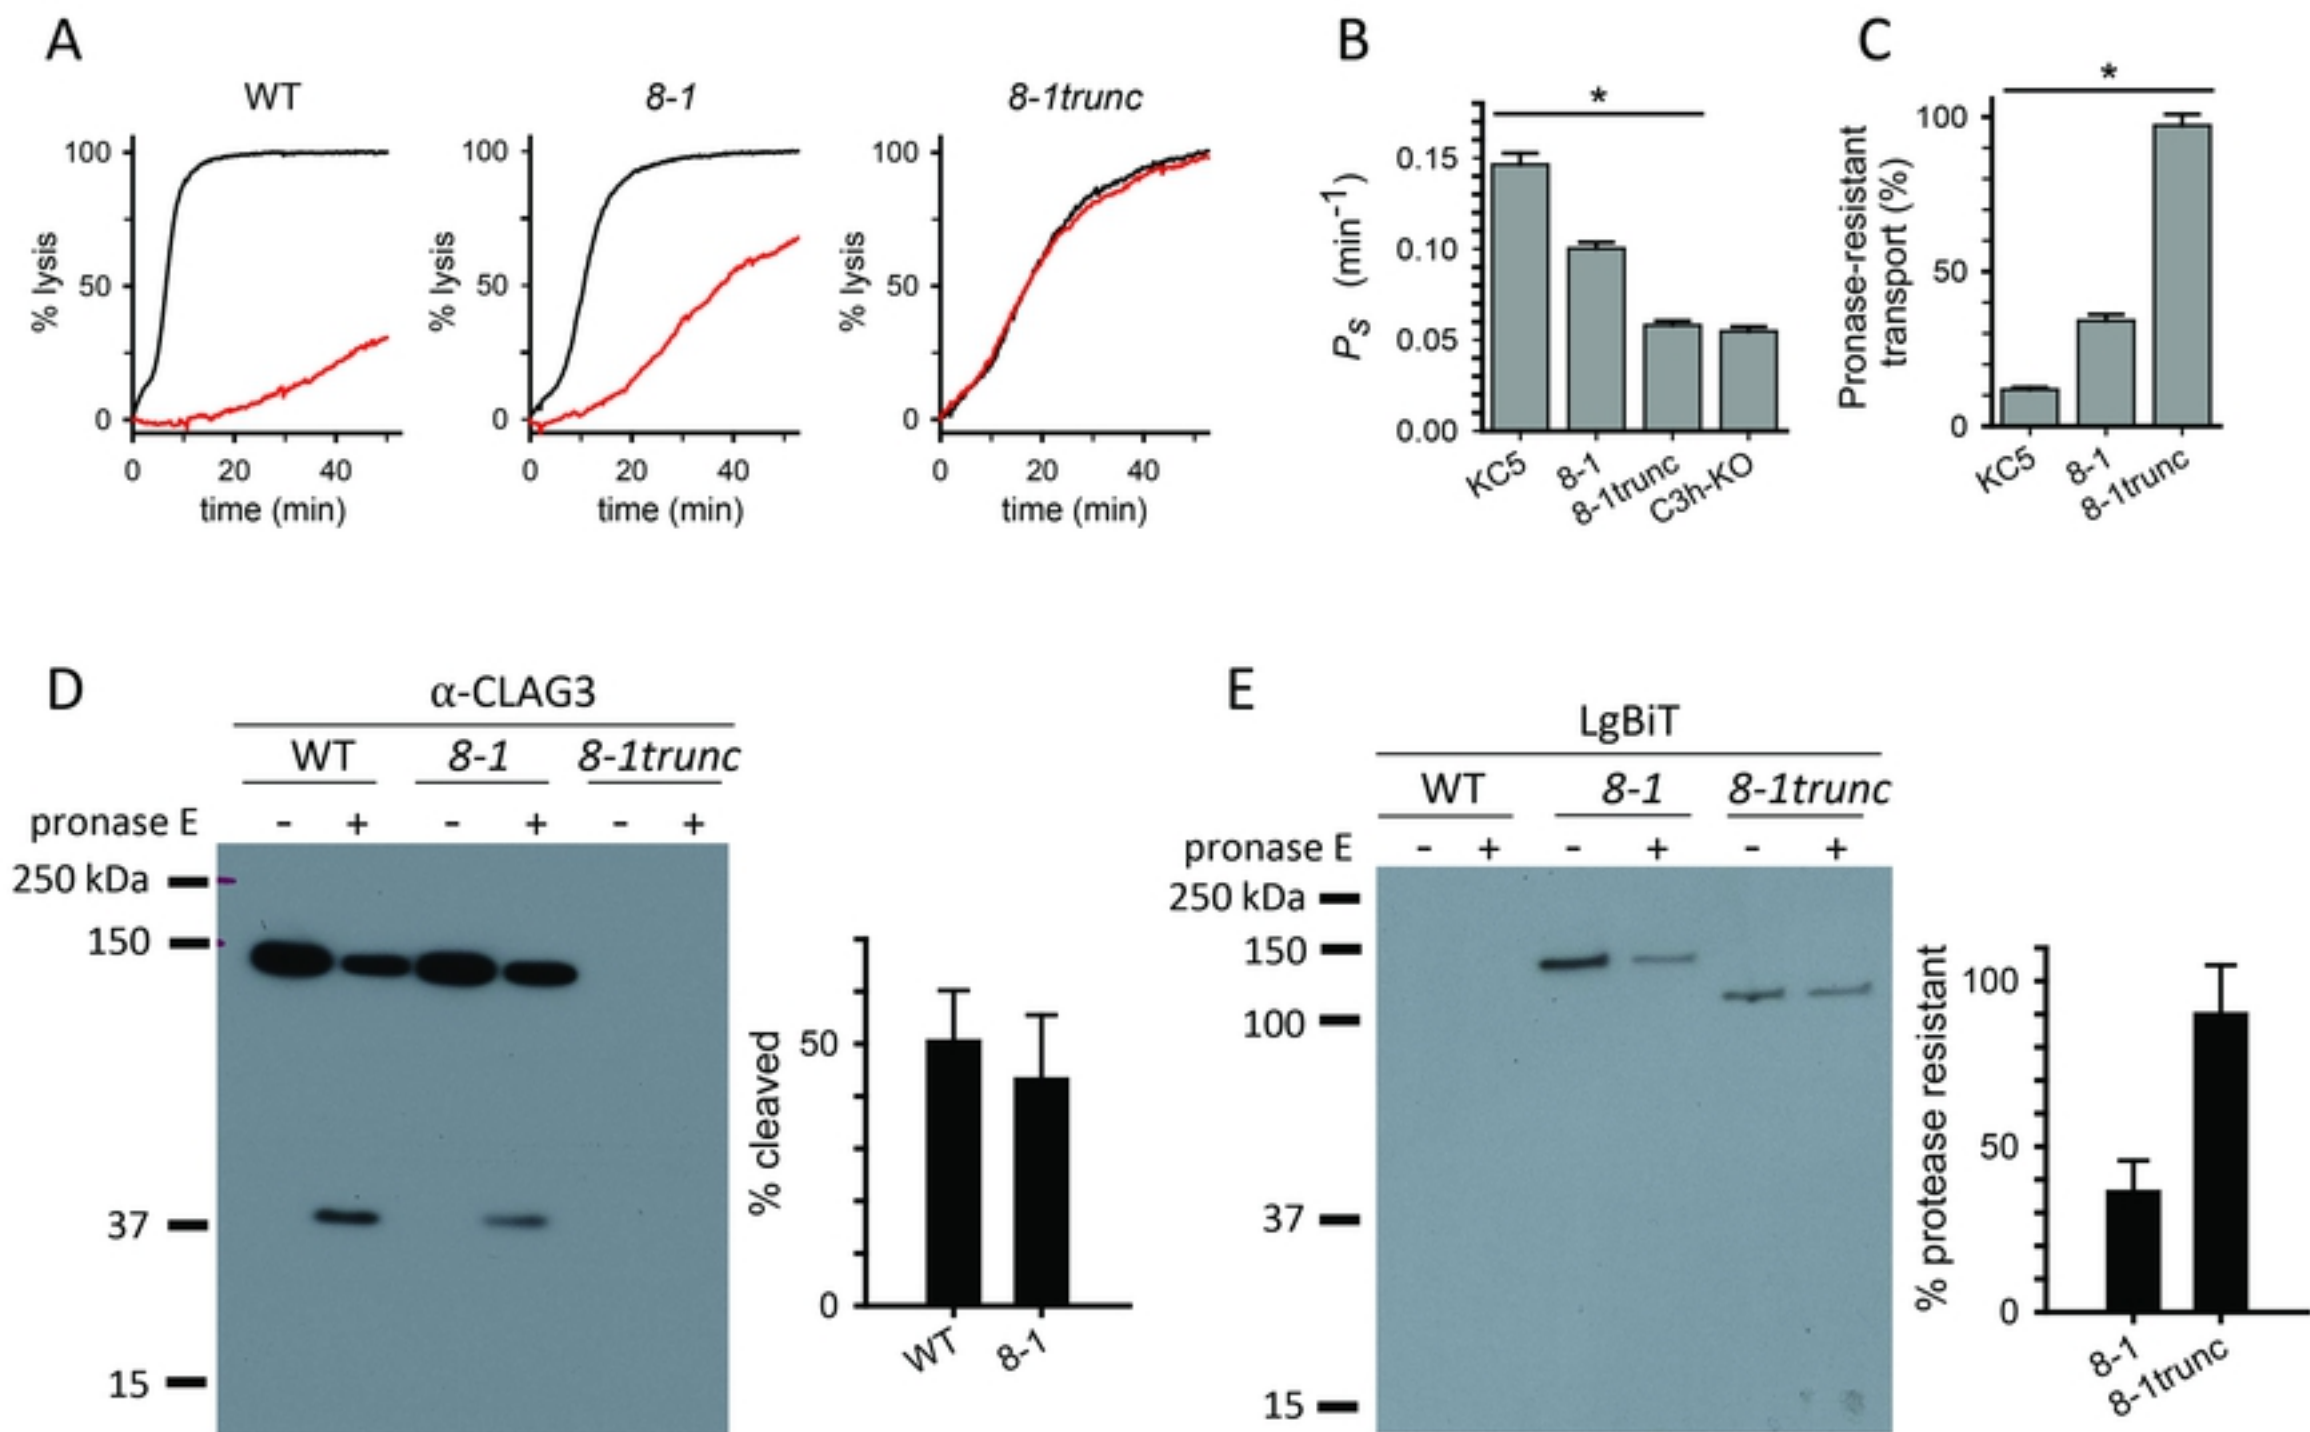 A
B
C
WT
8-1
8-1trunc
% lysis
100
50
0
0 20 40
time (min)
% lysis
100
50
0
0 20 40
time (min)
% lysis
100
50
0
0 20 40
time (min)
*
Ps (min-1)
0.15
0.10
0.05
0.00
KC5
8-1
8-1trunc
C3h-KO
*
Pronase-resistant
transport (%)
100
50
0
KC5
8-1
8-1trunc
D
α-CLAG3
WT 8-1 8-1trunc
pronase E - + - + - +
250 kDa
150
37
15
% cleaved
50
0
WT
8-1
E
LgBiT
WT 8-1 8-1trunc
pronase E - + - + - +
250 kDa
150
100
37
15
% protease resistant
100
50
0
8-1
8-1trunc